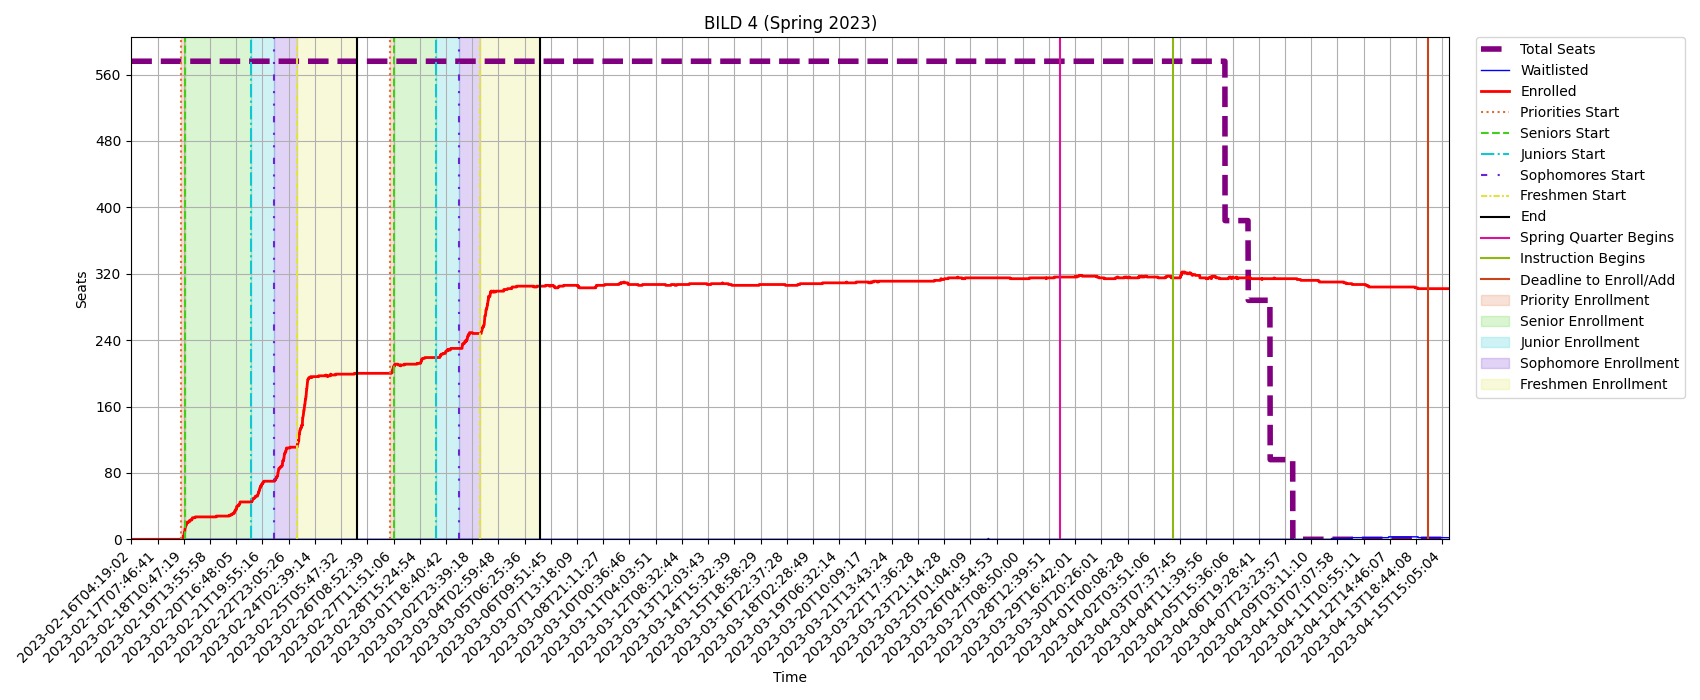 BILD 4 (Spring 2023)
Seats
560
480
400
320
240
160
80
0
2023-02-16T04:19:02
2023-02-17T07:46:41
2023-02-18T10:47:19
2023-02-19T13:55:58
2023-02-20T16:48:05
2023-02-21T19:55:16
2023-02-22T23:05:26
2023-02-24T02:39:14
2023-02-25T05:47:32
2023-02-26T08:52:39
2023-02-27T11:51:06
2023-02-28T15:24:54
2023-03-01T18:40:42
2023-03-02T23:39:18
2023-03-04T02:59:48
2023-03-05T06:25:36
2023-03-06T09:51:45
2023-03-07T13:18:09
2023-03-08T21:11:27
2023-03-10T00:36:46
2023-03-11T04:03:51
2023-03-12T08:32:44
2023-03-13T12:03:43
2023-03-14T15:32:39
2023-03-15T18:58:29
2023-03-16T22:37:28
2023-03-18T02:28:49
2023-03-19T06:32:14
2023-03-20T10:09:17
2023-03-21T13:43:24
2023-03-22T17:36:28
2023-03-23T21:14:28
2023-03-25T01:04:09
2023-03-26T04:54:53
2023-03-27T08:50:00
2023-03-28T12:39:51
2023-03-29T16:42:01
2023-03-30T20:26:01
2023-04-01T00:08:28
2023-04-02T03:51:06
2023-04-03T07:37:45
2023-04-04T11:39:56
2023-04-05T15:36:06
2023-04-06T19:28:41
2023-04-07T23:23:57
2023-04-09T03:11:10
2023-04-10T07:07:58
2023-04-11T10:55:11
2023-04-12T14:46:07
2023-04-13T18:44:08
2023-04-15T15:05:04
Time
Total Seats
Waitlisted
Enrolled
Priorities Start
Seniors Start
Juniors Start
Sophomores Start
Freshmen Start
End
Spring Quarter Begins
Instruction Begins
Deadline to Enroll/Add
Priority Enrollment
Senior Enrollment
Junior Enrollment
Sophomore Enrollment
Freshmen Enrollment